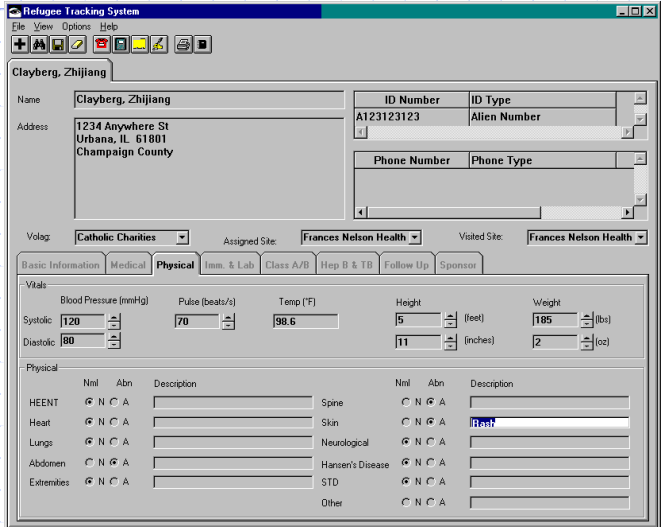 Refugee Tracking System
File View Options Help
Clayberg, Zhijiang
Name Clayberg, Zhijiang
ID Number ID Type
A123123123 Alien Number
Address 1234 Anywhere St
Urbana, IL 61801
Champaign County
Phone Number Phone Type
Volag: Catholic Charities Assigned Site: Frances Nelson Health Visited Site: Frances Nelson Health
Basic Information Medical Physical Imm. & Lab Class A/B Hep B & TB Follow Up Sponsor
Vitals
Blood Pressure (mmHg) Pulse (beats/s) Temp (°F) Height Weight
Systolic 120 70 98.6 5 (feet) 185 (lbs)
Diastolic 80 11 (inches) 2 (oz)
Physical
Nml Abn Description Nml Abn Description
HEENT N A Spine N A
Heart N A Skin N A Rash
Lungs N A Neurological N A
Abdomen N A Hansen's Disease N A
Extremities N A STD N A
Other N A